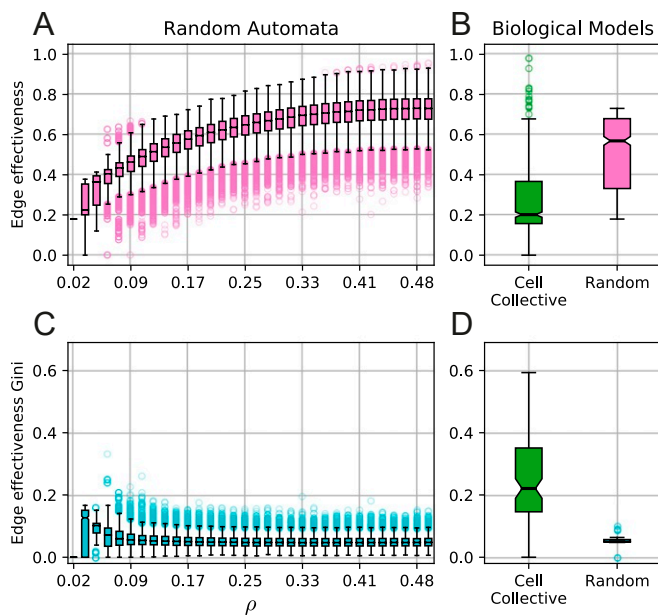 A
Random Automata
B
Biological Models
Edge effectiveness
1.0
0.8
0.6
0.4
0.2
0.0
0.02
0.09
0.17
0.25
0.33
0.41
0.48
1.0
0.8
0.6
0.4
0.2
0.0
Cell
Collective
Random
C
D
Edge effectiveness Gini
0.6
0.4
0.2
0.0
0.02
0.09
0.17
0.25
0.33
0.41
0.48
ρ
0.6
0.4
0.2
0.0
Cell
Collective
Random